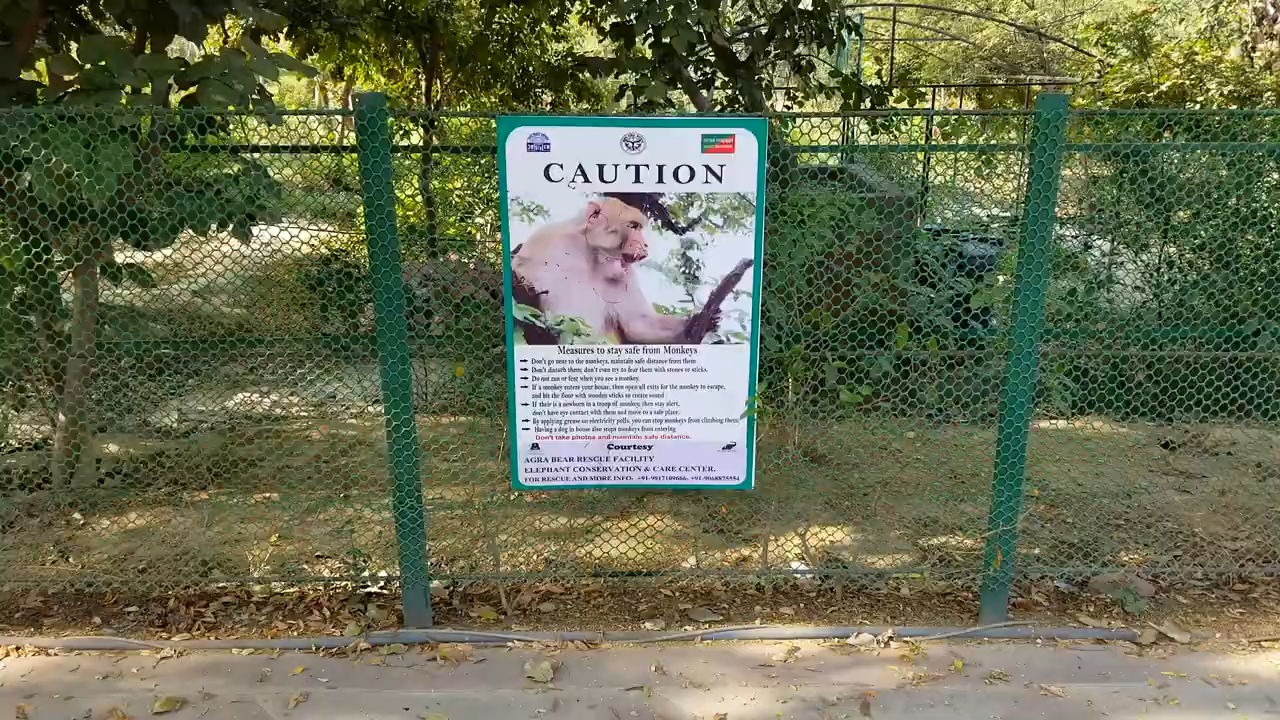 CAUTION
Measures to stay safe from Monkeys
Don't go near to the monkeys, maintain safe distance from them
Don't disturb them; don't even try to fear them with stones or sticks.
Do not run or fear when you see a monkey.
If a monkey enters your house, then open all exits for the monkey to escape,
and hit the floor with wooden sticks to create sound
If their is a newborn in a troop of monkey, then stay alert,
don't have eye contact with them and move to a safe place.
By applying grease on electricity polls, you can stop monkeys from climbing them.
Having a dog in house also stops monkeys from entering
Don't take photos and maintain safe distance.
Courtesy
AGRA BEAR RESCUE FACILITY
ELEPHANT CONSERVATION & CARE CENTER,
FOR RESCUE AND MORE INFO: +91-9917109666,